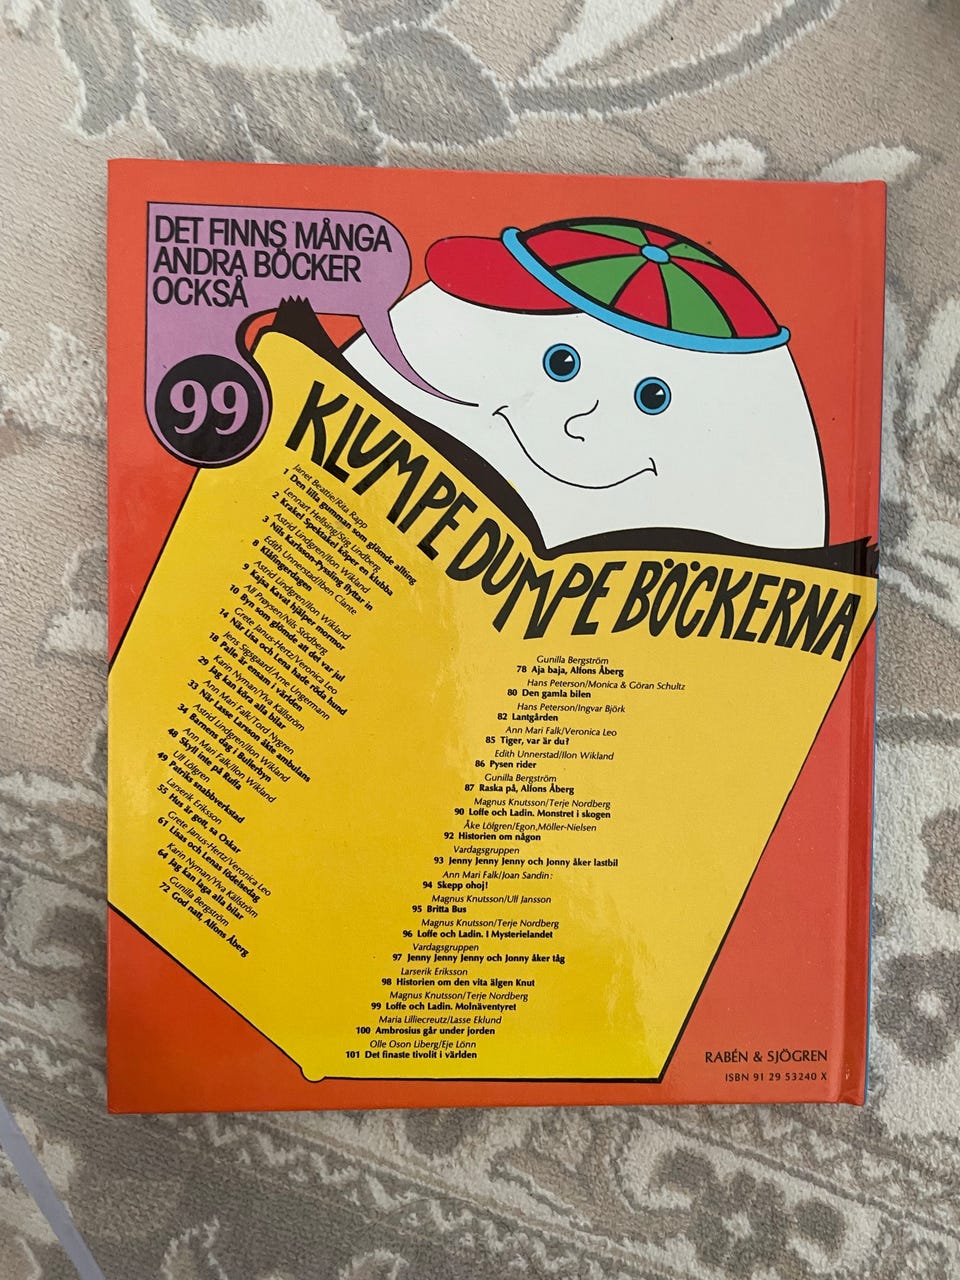 DET FINNS MÅNGA
ANDRA BÖCKER
OCKSÅ
99
KLUMPE DUMPE BÖCKERNA
Janet Beattie/Rita Rapp
1 Den lilla gumman som glömde allting
Lennart Hellsing/Stig Lindberg
2 Krakel Spektakel köper en klubba
Astrid Lindgren/Ilon Wikland
3 Nils Karlsson-Pyssling flyttar in
Edith Unnerstad/Iben Clante
8 Klåfingerdagen
Astrid Lindgren/Ilon Wikland
9 Kajsa Kavat hjälper mormor
Alf Prøysen/Nils Stödberg
10 Byn som glömde att det var jul
Grete Janus-Hertz/Veronica Leo
14 När Lisa och Lena hade röda hund
Jens Sigsgaard/Arne Ungermann
18 Palle är ensam i världen
Karin Nyman/Ylva Källström
29 Jag kan köra alla bilar
Ann Mari Falk/Tord Nygren
33 När Lasse Larsson åkte ambulans
Astrid Lindgren/Ilon Wikland
34 Barnens dag i Bullerbyn
Ann Mari Falk/Ilon Wikland
48 Skyll inte på Ruffa
Ulf Löfgren
49 Patriks snabbverkstad
Larserik Eriksson
55 Hus är gott, sa Oskar
Grete Janus-Hertz/Veronica Leo
61 Lisas och Lenas födelsedag
Karin Nyman/Ylva Källström
64 Jag kan laga alla bilar
Gunilla Bergström
72 God natt, Alfons Åberg
Gunilla Bergström
78 Aja baja, Alfons Åberg
Hans Peterson/Monica & Göran Schultz
80 Den gamla bilen
Hans Peterson/Ingvar Björk
82 Lantgården
Ann Mari Falk/Veronica Leo
85 Tiger, var är du?
Edith Unnerstad/Ilon Wikland
86 Pysen rider
Gunilla Bergström
87 Raska på, Alfons Åberg
Magnus Knutsson/Terje Nordberg
90 Loffe och Ladin. Monstret i skogen
Åke Löfgren/Egon Möller-Nielsen
92 Historien om någon
Vardagsgruppen
93 Jenny Jenny Jenny och Jonny åker lastbil
Ann Mari Falk/Joan Sandin:
94 Skepp ohoj!
Magnus Knutsson/Ulf Jansson
95 Britta Bus
Magnus Knutsson/Terje Nordberg
96 Loffe och Ladin. I Mysterielandet
Vardagsgruppen
97 Jenny Jenny Jenny och Jonny åker tåg
Larserik Eriksson
98 Historien om den vita älgen Knut
Magnus Knutsson/Terje Nordberg
99 Loffe och Ladin. Molnäventyret
Maria Lilliecreutz/Lasse Eklund
100 Ambrosius går under jorden
Olle Oson Liberg/Eje Lönn
101 Det finaste tivolit i världen
RABÉN & SJÖGREN
ISBN 91 29 53240 X